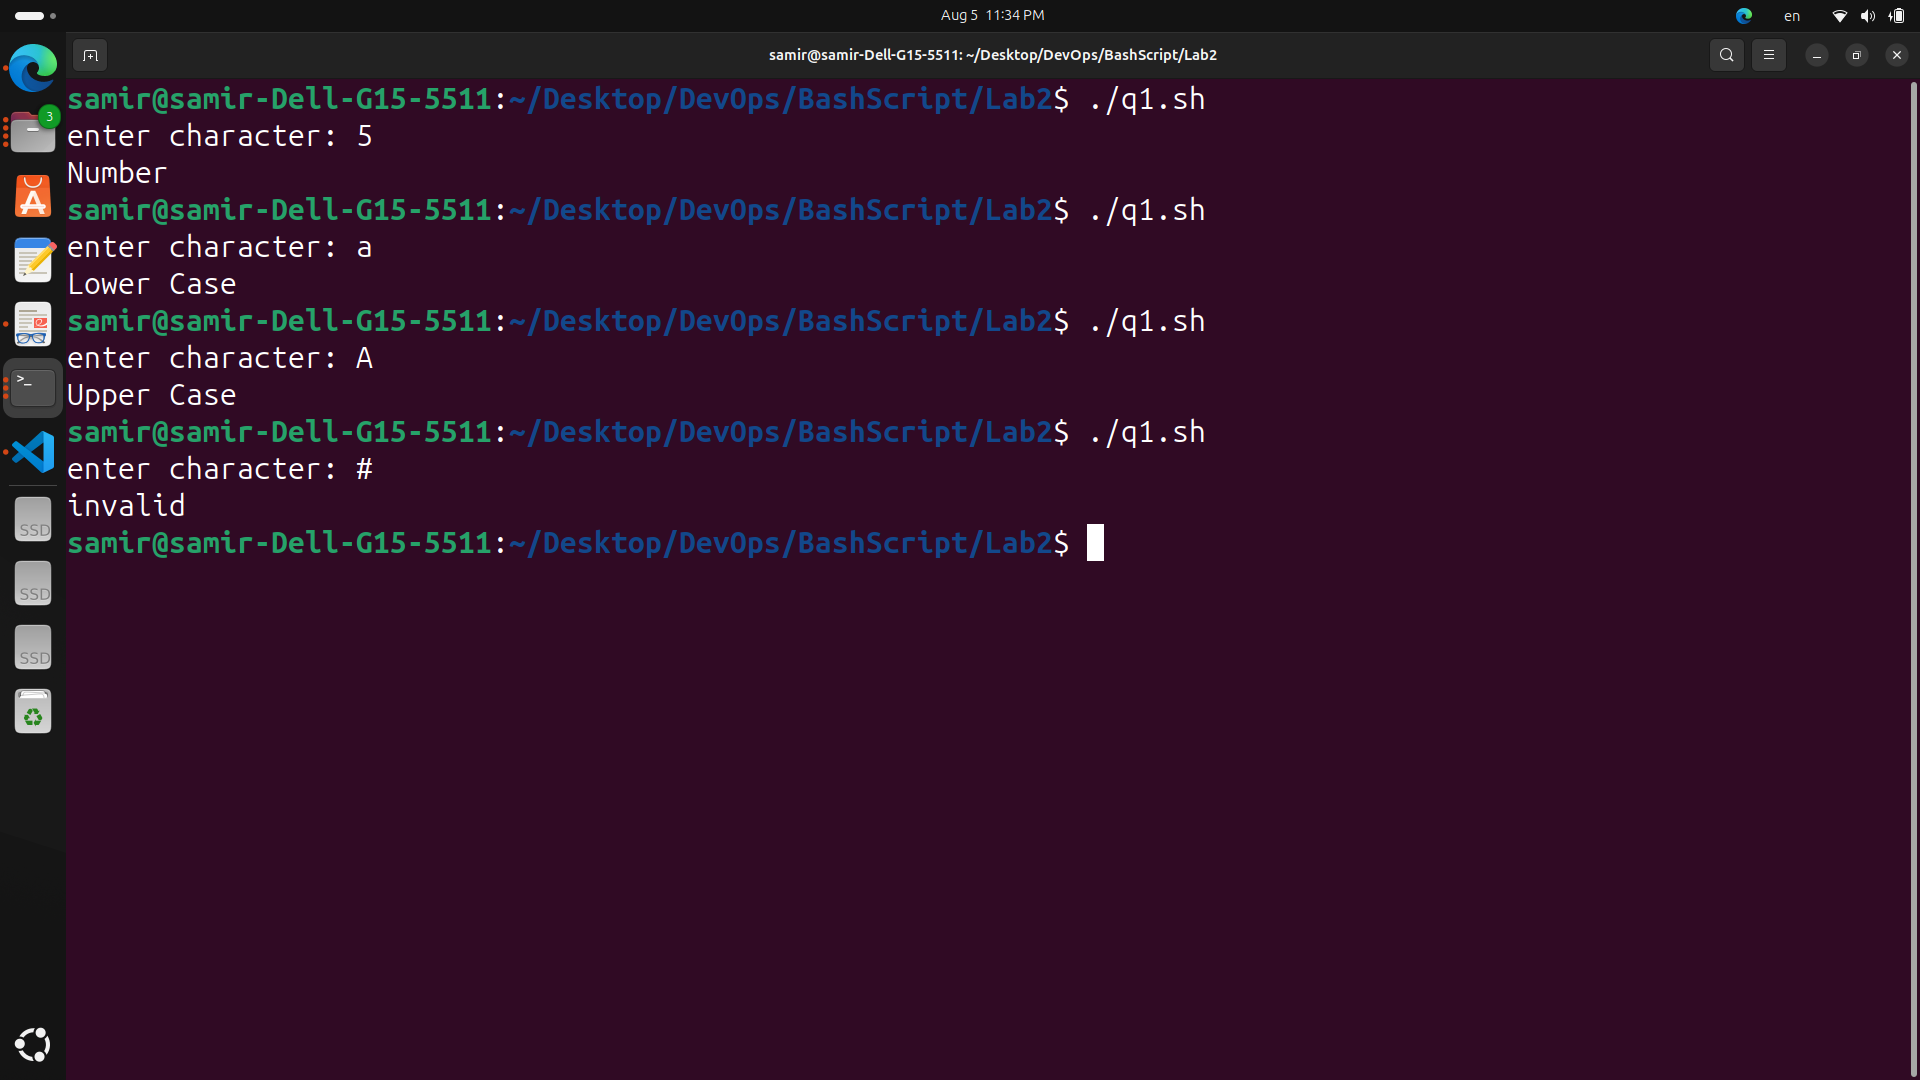 Aug 5 11:34 PM
en
samir@samir-Dell-G15-5511: ~/Desktop/DevOps/BashScript/Lab2
samir@samir-Dell-G15-5511:~/Desktop/DevOps/BashScript/Lab2$ ./q1.sh
enter character: 5
Number
samir@samir-Dell-G15-5511:~/Desktop/DevOps/BashScript/Lab2$ ./q1.sh
enter character: a
Lower Case
samir@samir-Dell-G15-5511:~/Desktop/DevOps/BashScript/Lab2$ ./q1.sh
enter character: A
Upper Case
samir@samir-Dell-G15-5511:~/Desktop/DevOps/BashScript/Lab2$ ./q1.sh
enter character: #
invalid
samir@samir-Dell-G15-5511:~/Desktop/DevOps/BashScript/Lab2$
3
SSD
SSD
SSD